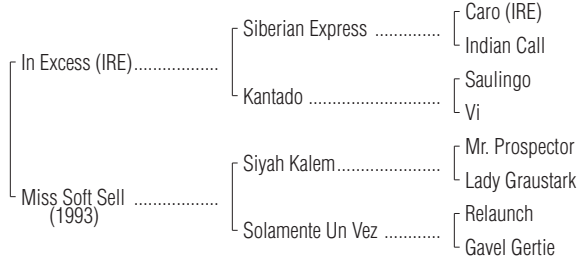 Caro (IRE)
Siberian Express ..............
Indian Call
In Excess (IRE)..................
Saulingo
Kantado ............................
Vi
Mr. Prospector
Siyah Kalem......................
Lady Graustark
Miss Soft Sell ..................
(1993)
Relaunch
Solamente Un Vez ............
Gavel Gertie